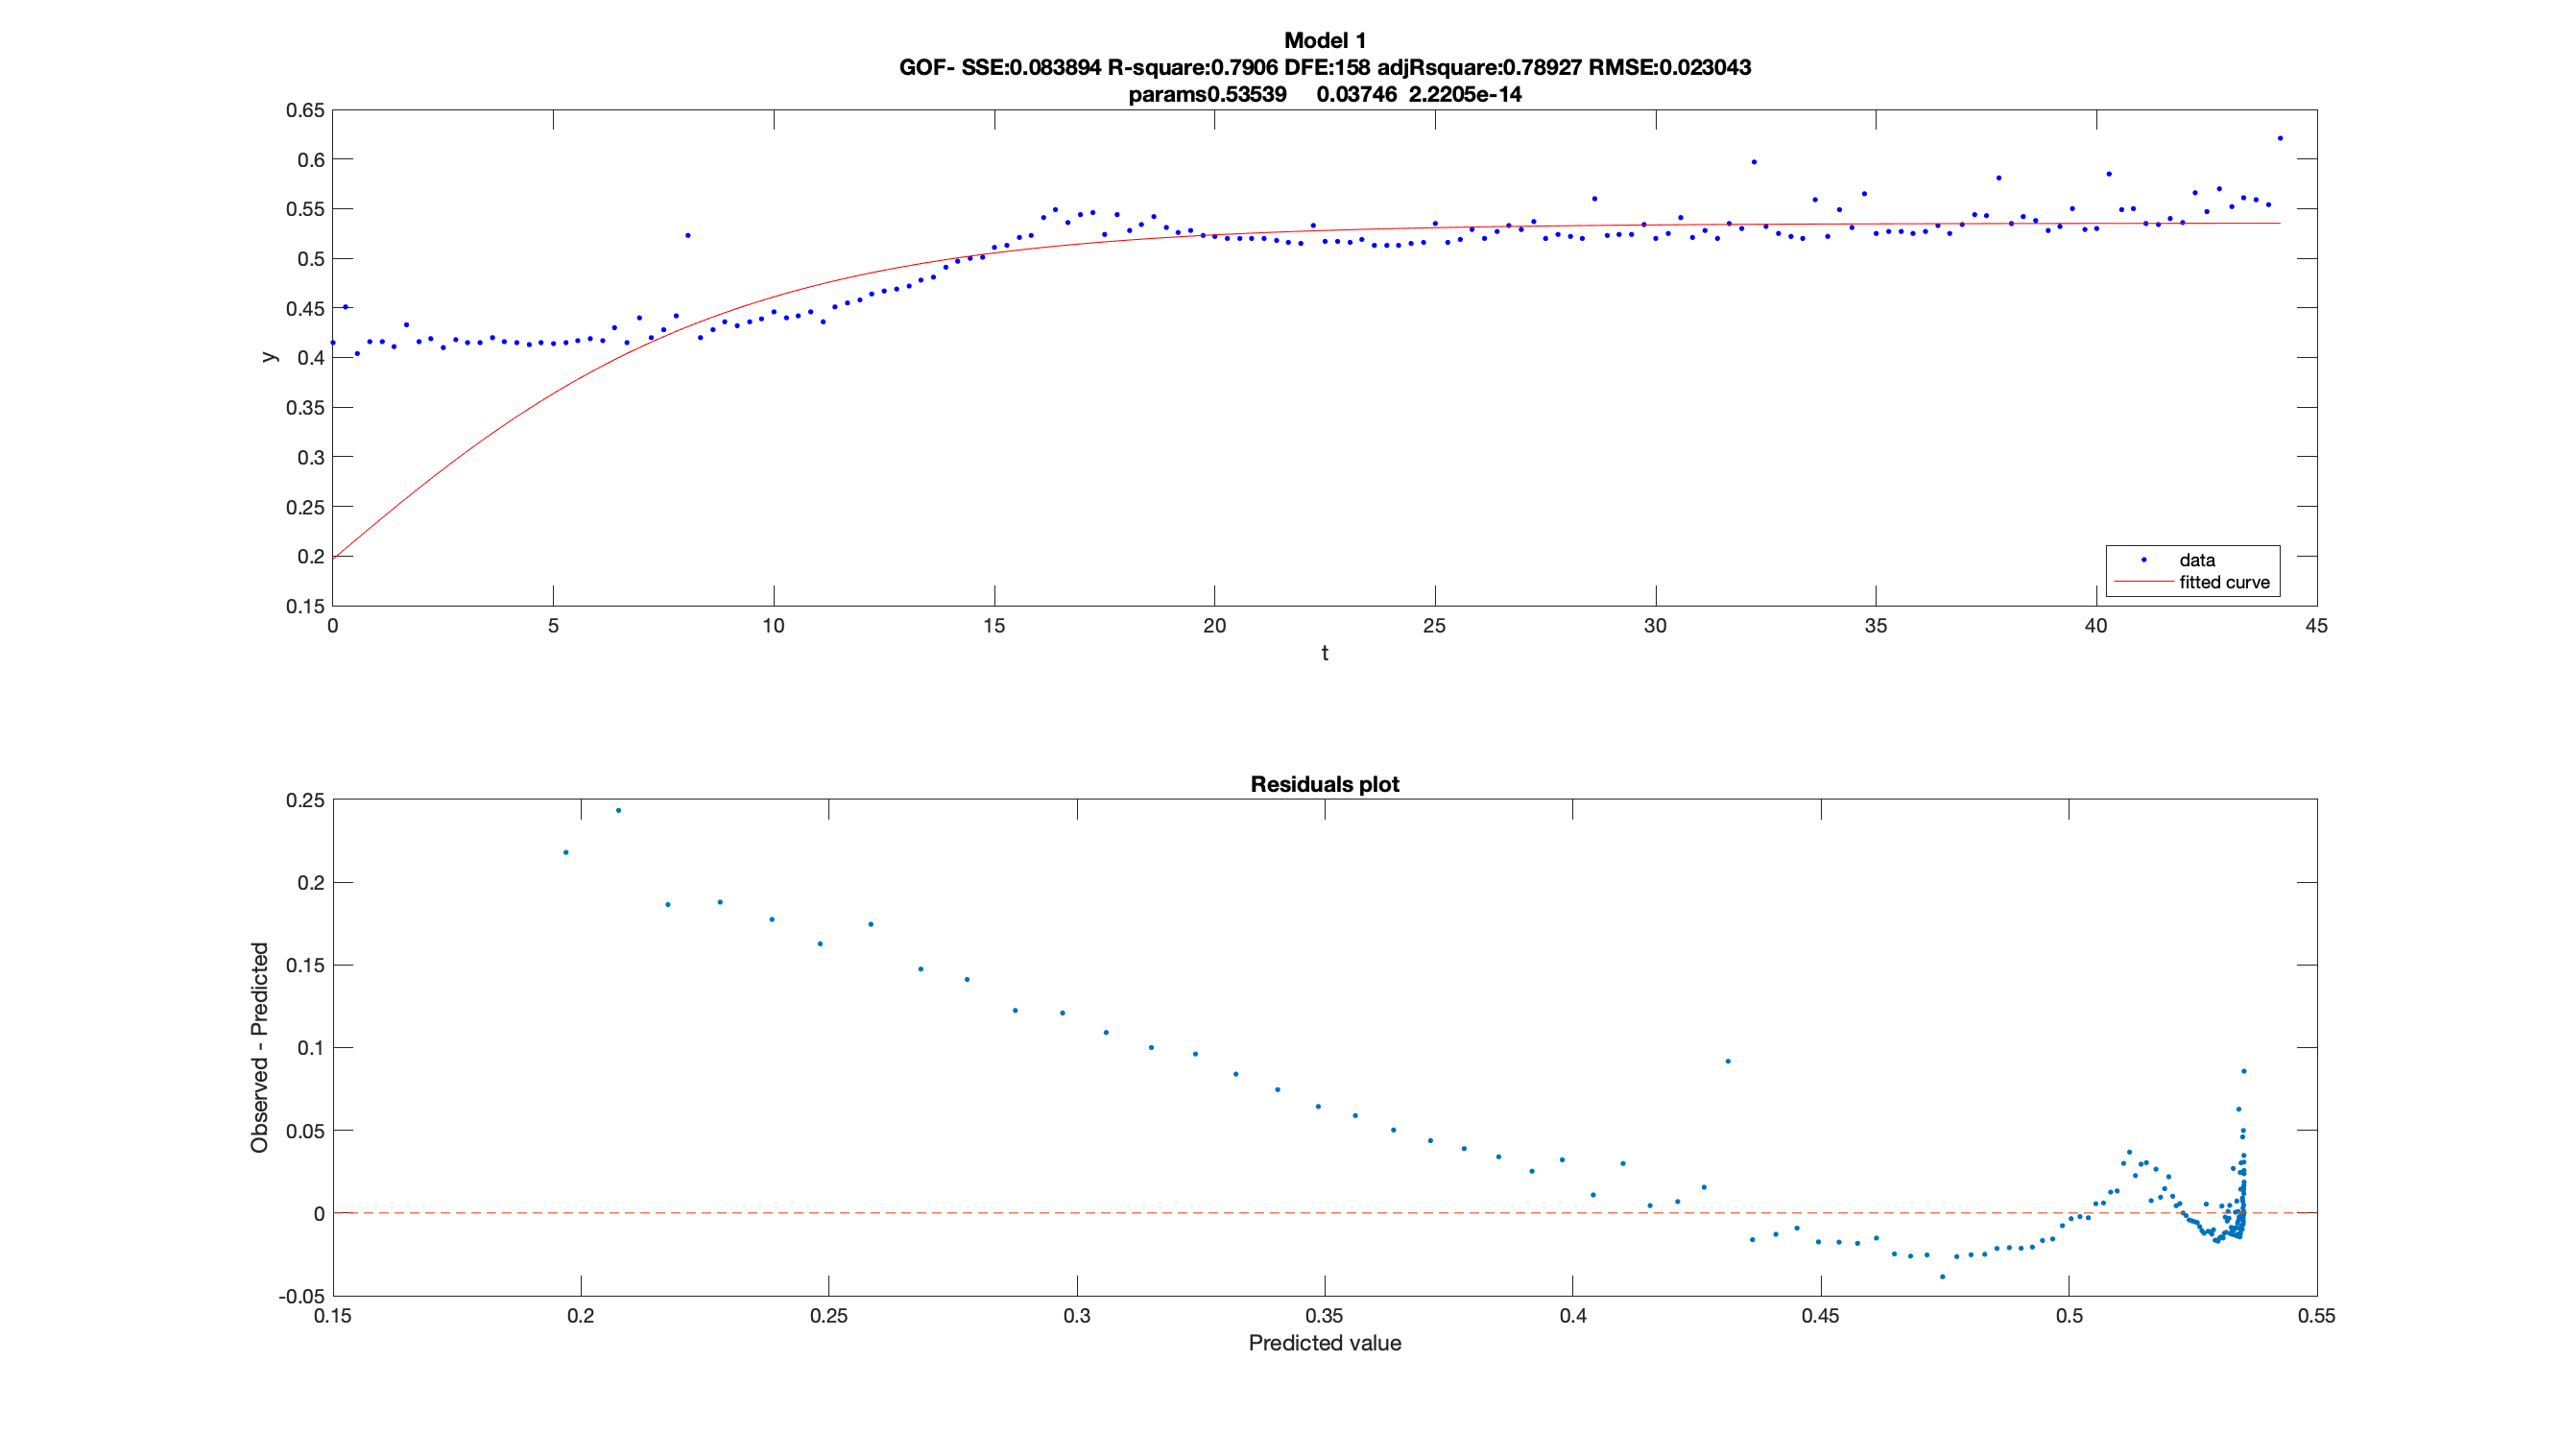 Model 1
GOF- SSE:0.083894 R-square:0.7906 DFE:158 adjRsquare:0.78927 RMSE:0.023043
params0.53539 0.03746 2.2205e-14
0.65
0.6
0.55
0.5
0.45
0.4
0.35
0.3
0.25
0.2
0.15
y
data
fitted curve
0 5 10 15 20 25 30 35 40 45
t
Residuals plot
0.25
0.2
0.15
0.1
0.05
0
-0.05
Observed - Predicted
0.15 0.2 0.25 0.3 0.35 0.4 0.45 0.5 0.55
Predicted value